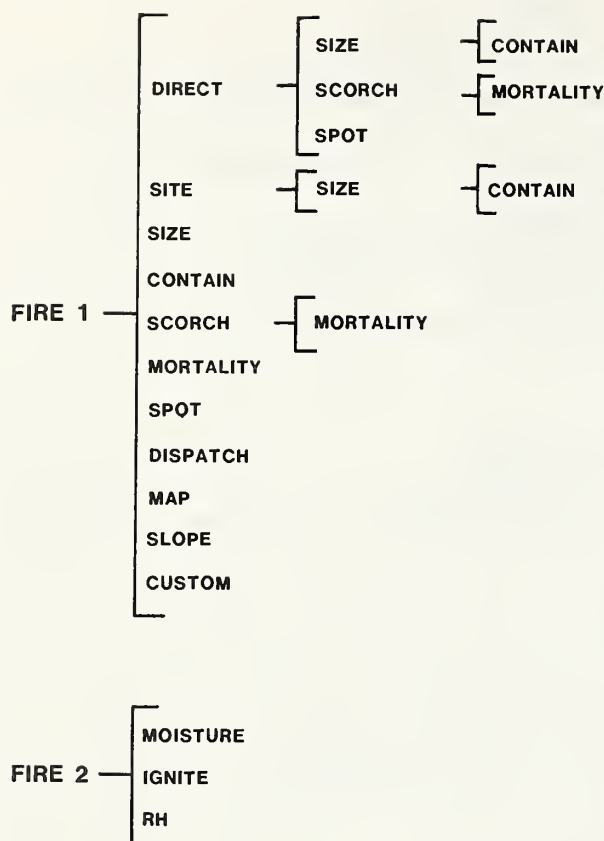 SIZE CONTAIN
DIRECT SCORCH MORTALITY
SPOT
SITE SIZE CONTAIN
SIZE
CONTAIN
FIRE 1 SCORCH MORTALITY
MORTALITY
SPOT
DISPATCH
MAP
SLOPE
CUSTOM
MOISTURE
FIRE 2 IGNITE
RH